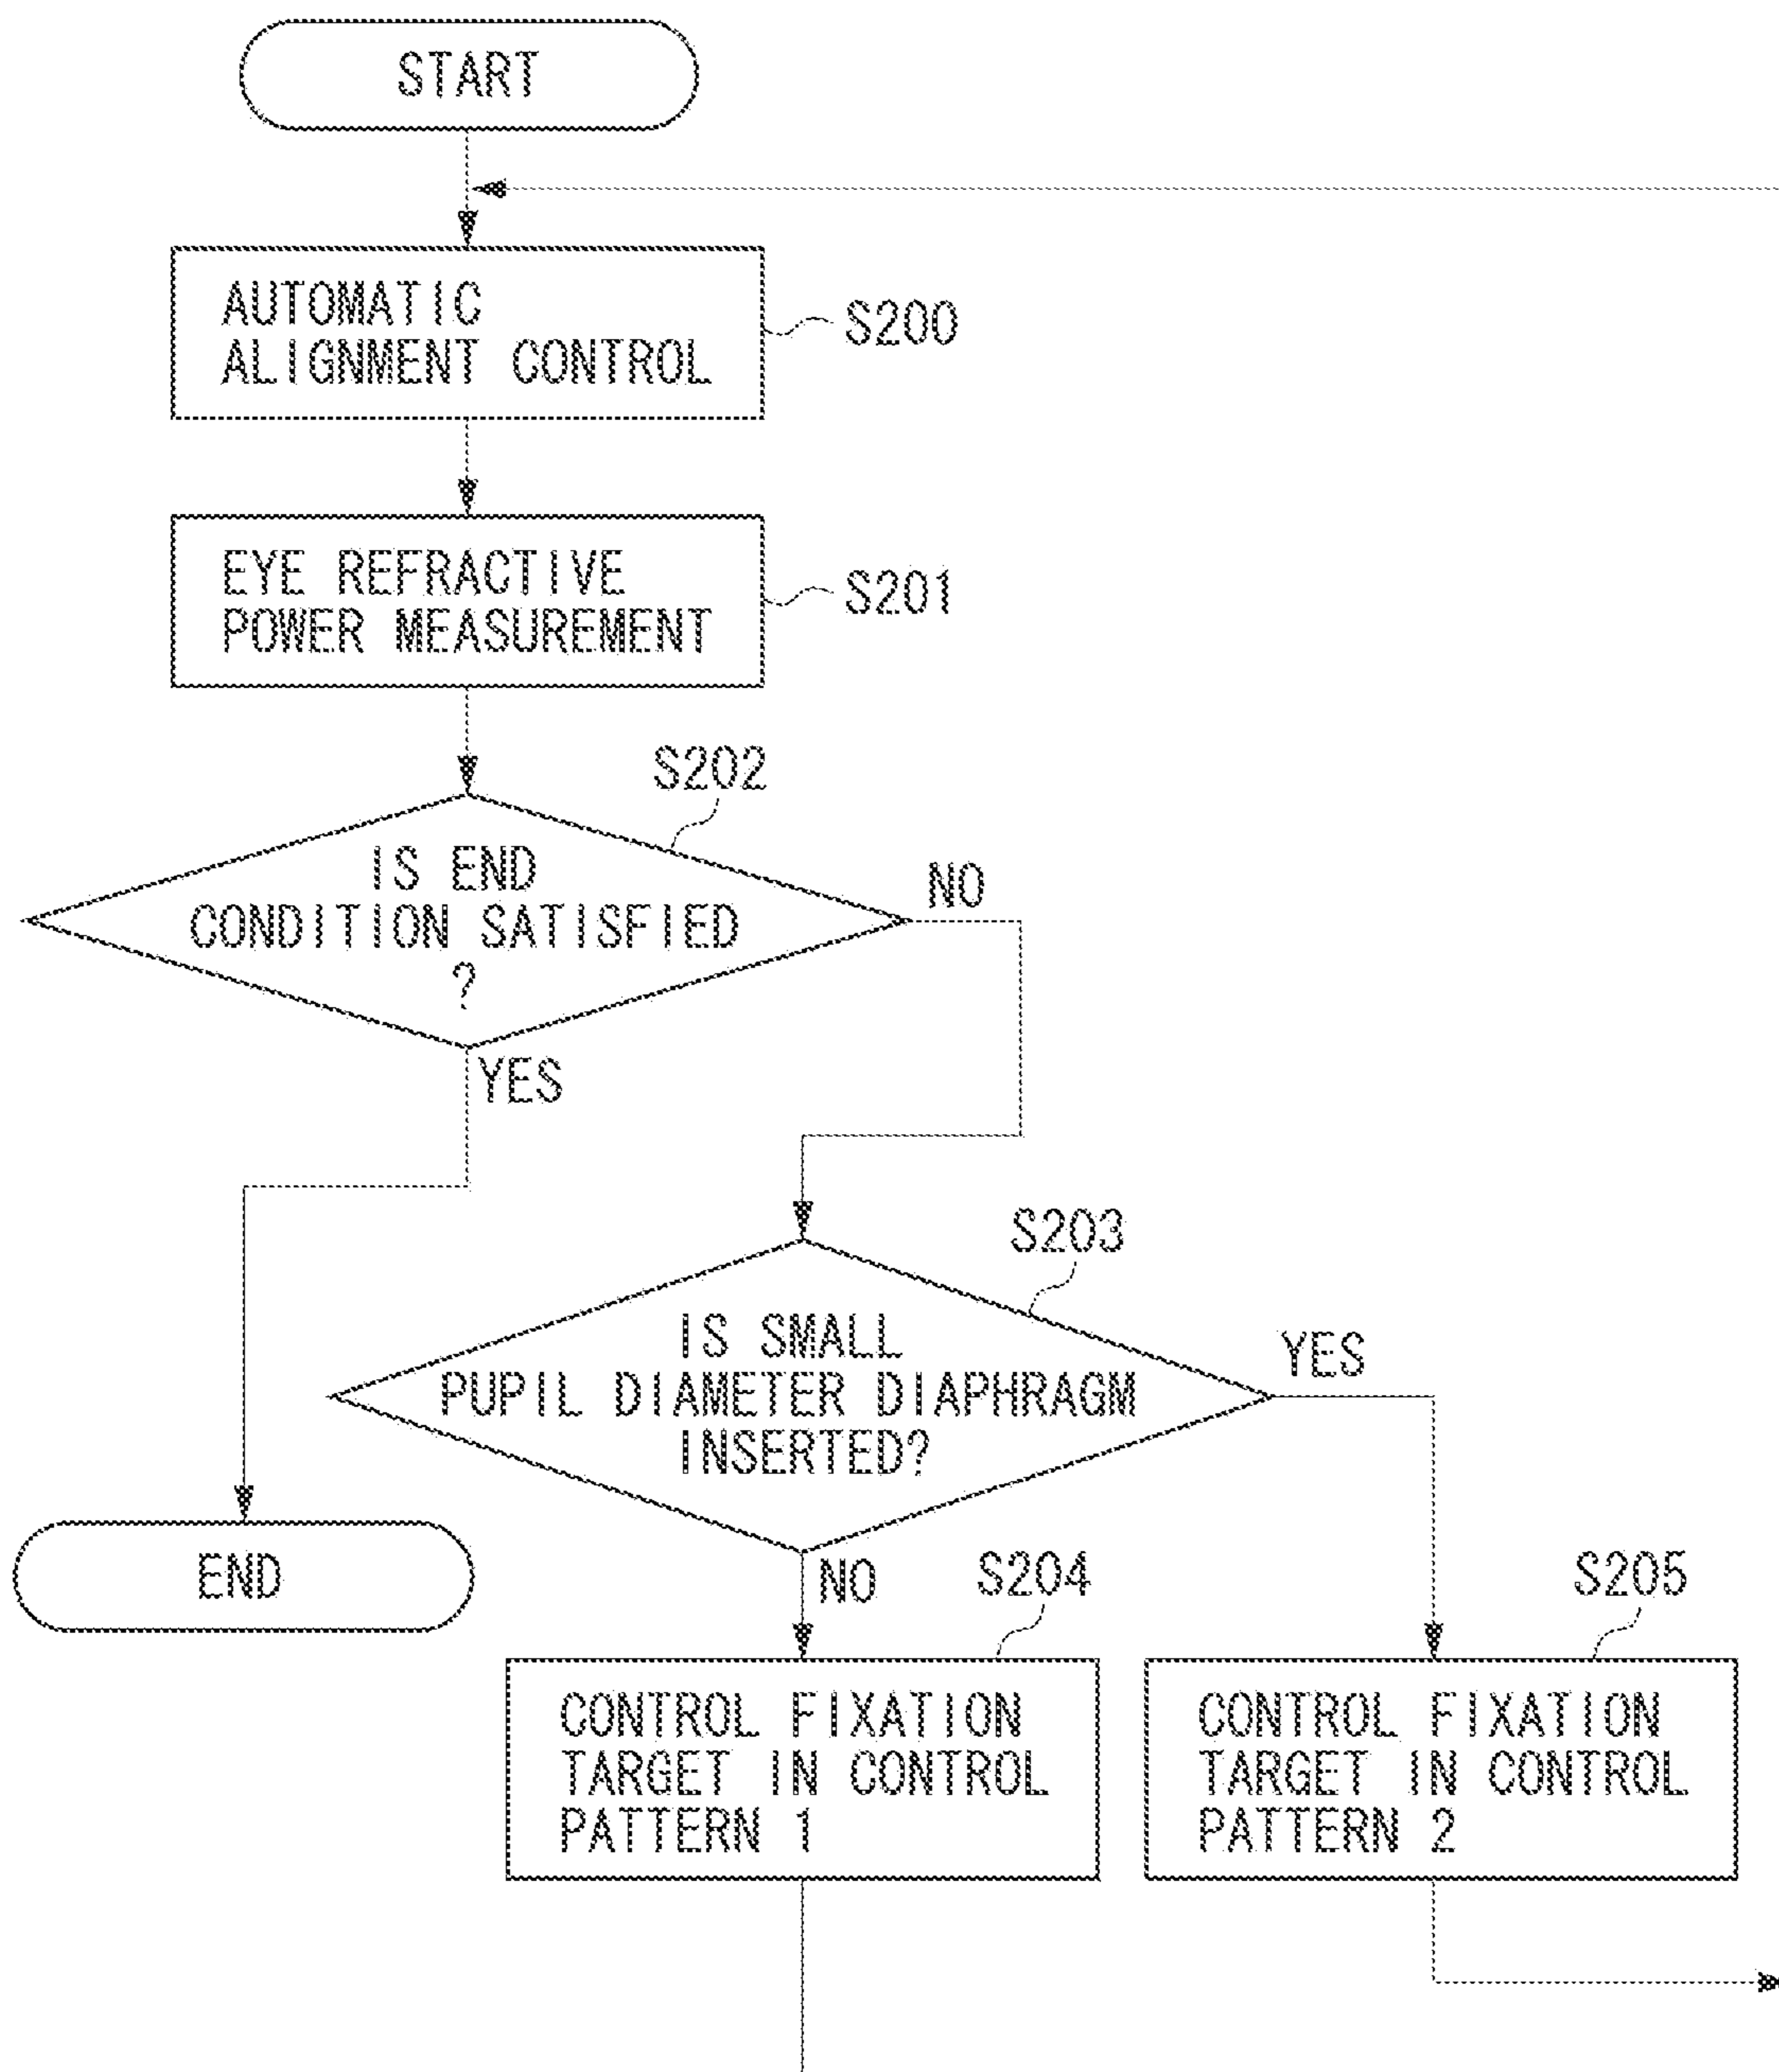 START
AUTOMATIC
ALIGNMENT CONTROL
S200
EYE REFRACTIVE
POWER MEASUREMENT
S201
S202
IS END
CONDITION SATISFIED
?
NO
YES
S203
IS SMALL
PUPIL DIAMETER DIAPHRAGM
INSERTED?
YES
END
NO
S204
S205
CONTROL FIXATION
TARGET IN CONTROL
PATTERN 1
CONTROL FIXATION
TARGET IN CONTROL
PATTERN 2